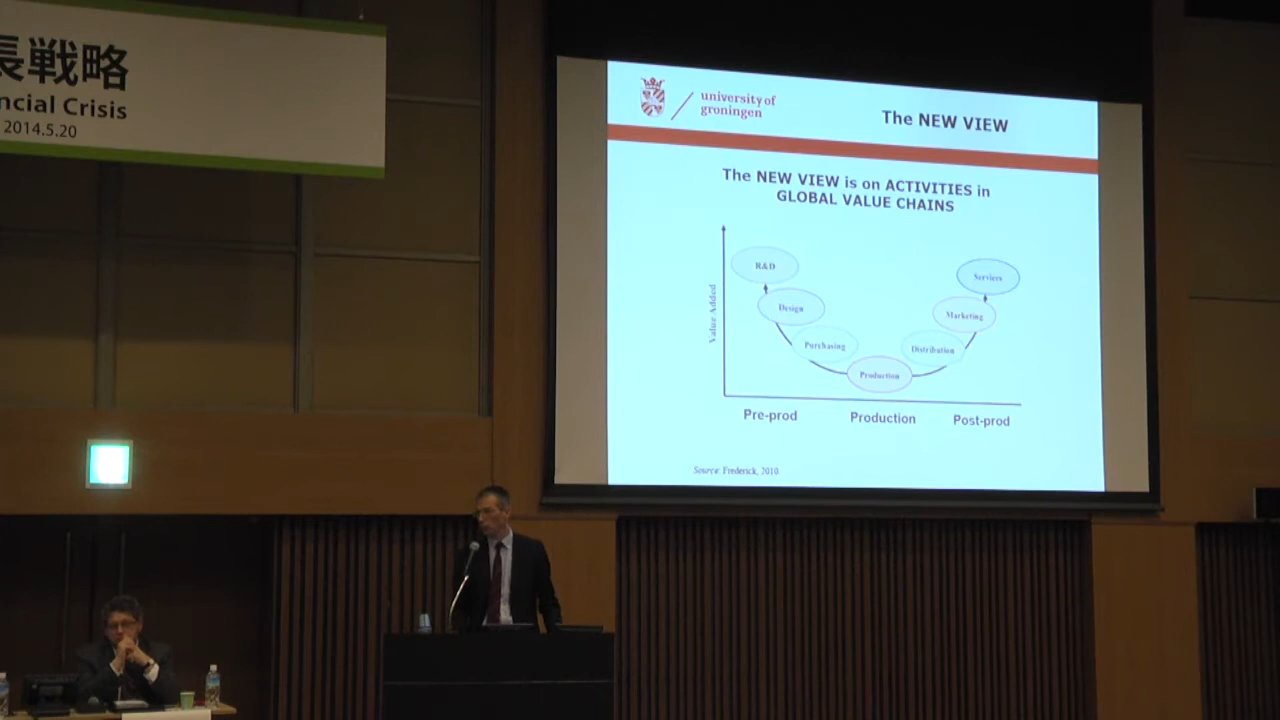 長戦略
ncial Crisis
2014.5.20
university of
groningen
The NEW VIEW
The NEW VIEW is on ACTIVITIES in
GLOBAL VALUE CHAINS
Value Added
R&D
Design
Purchasing
Production
Distribution
Marketing
Services
Pre-prod
Production
Post-prod
Source: Frederick, 2010.